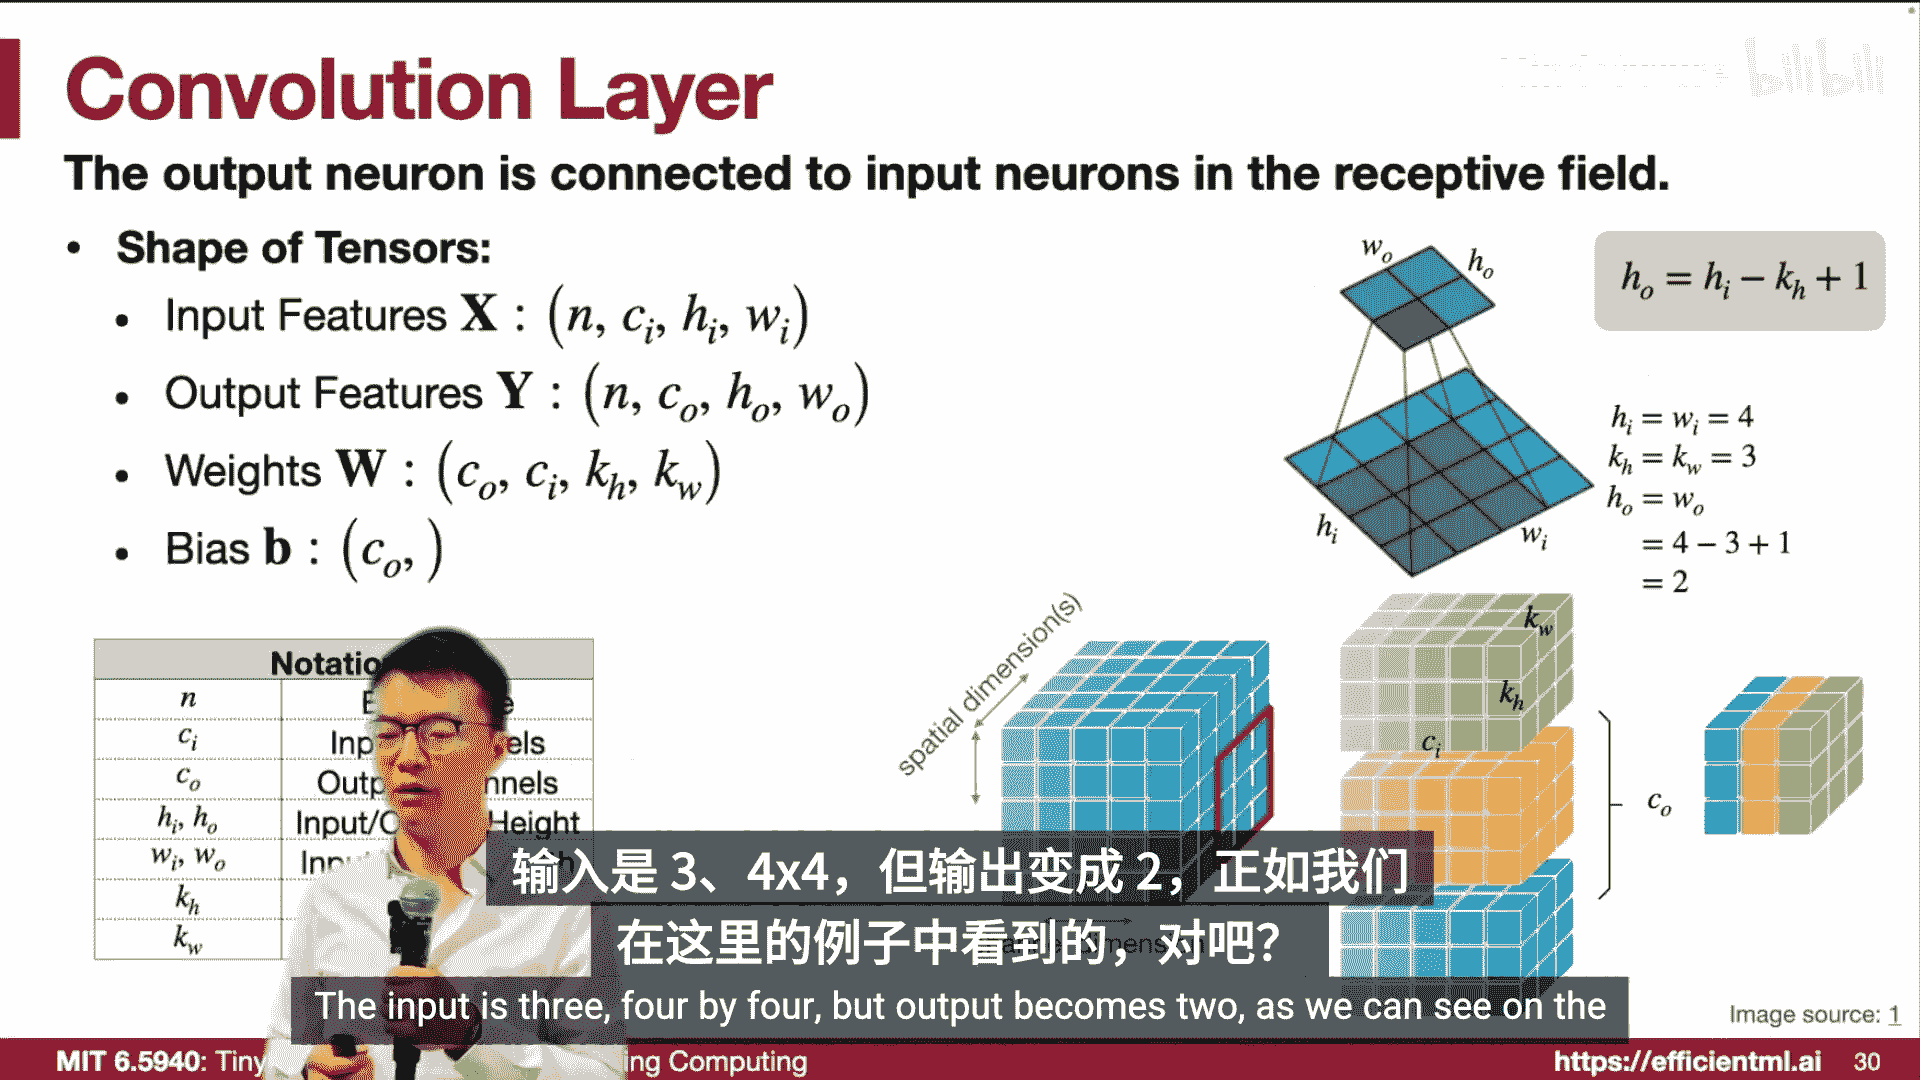 bilibili
Convolution Layer
The output neuron is connected to input neurons in the receptive field.
• Shape of Tensors:
• Input Features X : (n, cᵢ, hᵢ, wᵢ)
• Output Features Y : (n, cₒ, hₒ, wₒ)
• Weights W : (cₒ, cᵢ, kₕ, k_w)
• Bias b : (cₒ, )
wₒ
hₒ
hₒ = hᵢ − kₕ + 1
hᵢ
wᵢ
hᵢ = wᵢ = 4
kₕ = k_w = 3
hₒ = wₒ
= 4 − 3 + 1
= 2
n
cᵢ
cₒ
hᵢ, hₒ
Height
wᵢ, wₒ
kₕ
k_w
spatial dimension(s)
k_w
kₕ
cᵢ
cₒ
输入是 3、4x4，但输出变成 2，正如我们
在这里的例子中看到的，对吧？
The input is three, four by four, but output becomes two, as we can see on the
Image source: 1
MIT 6.5940: Computing
https://efficientml.ai
30